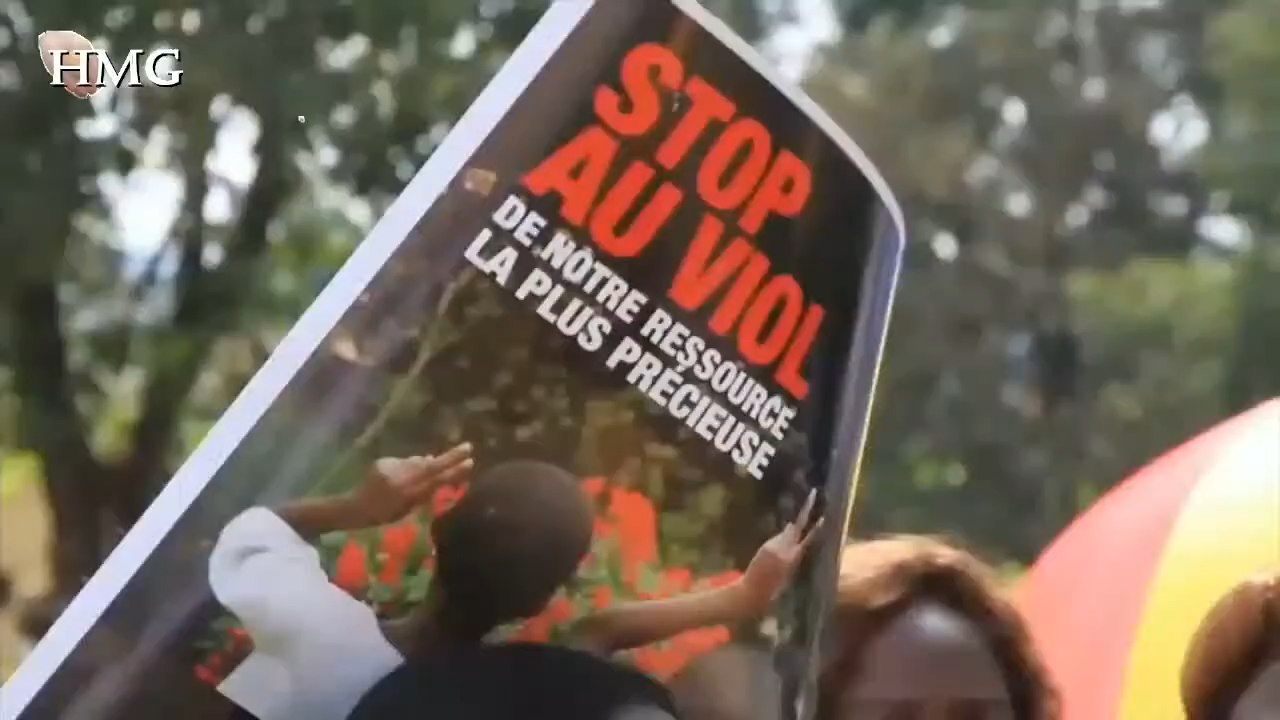 HMG
STOP
AU VIOL
DE NOTRE RESSOURCE
LA PLUS PRÉCIEUSE